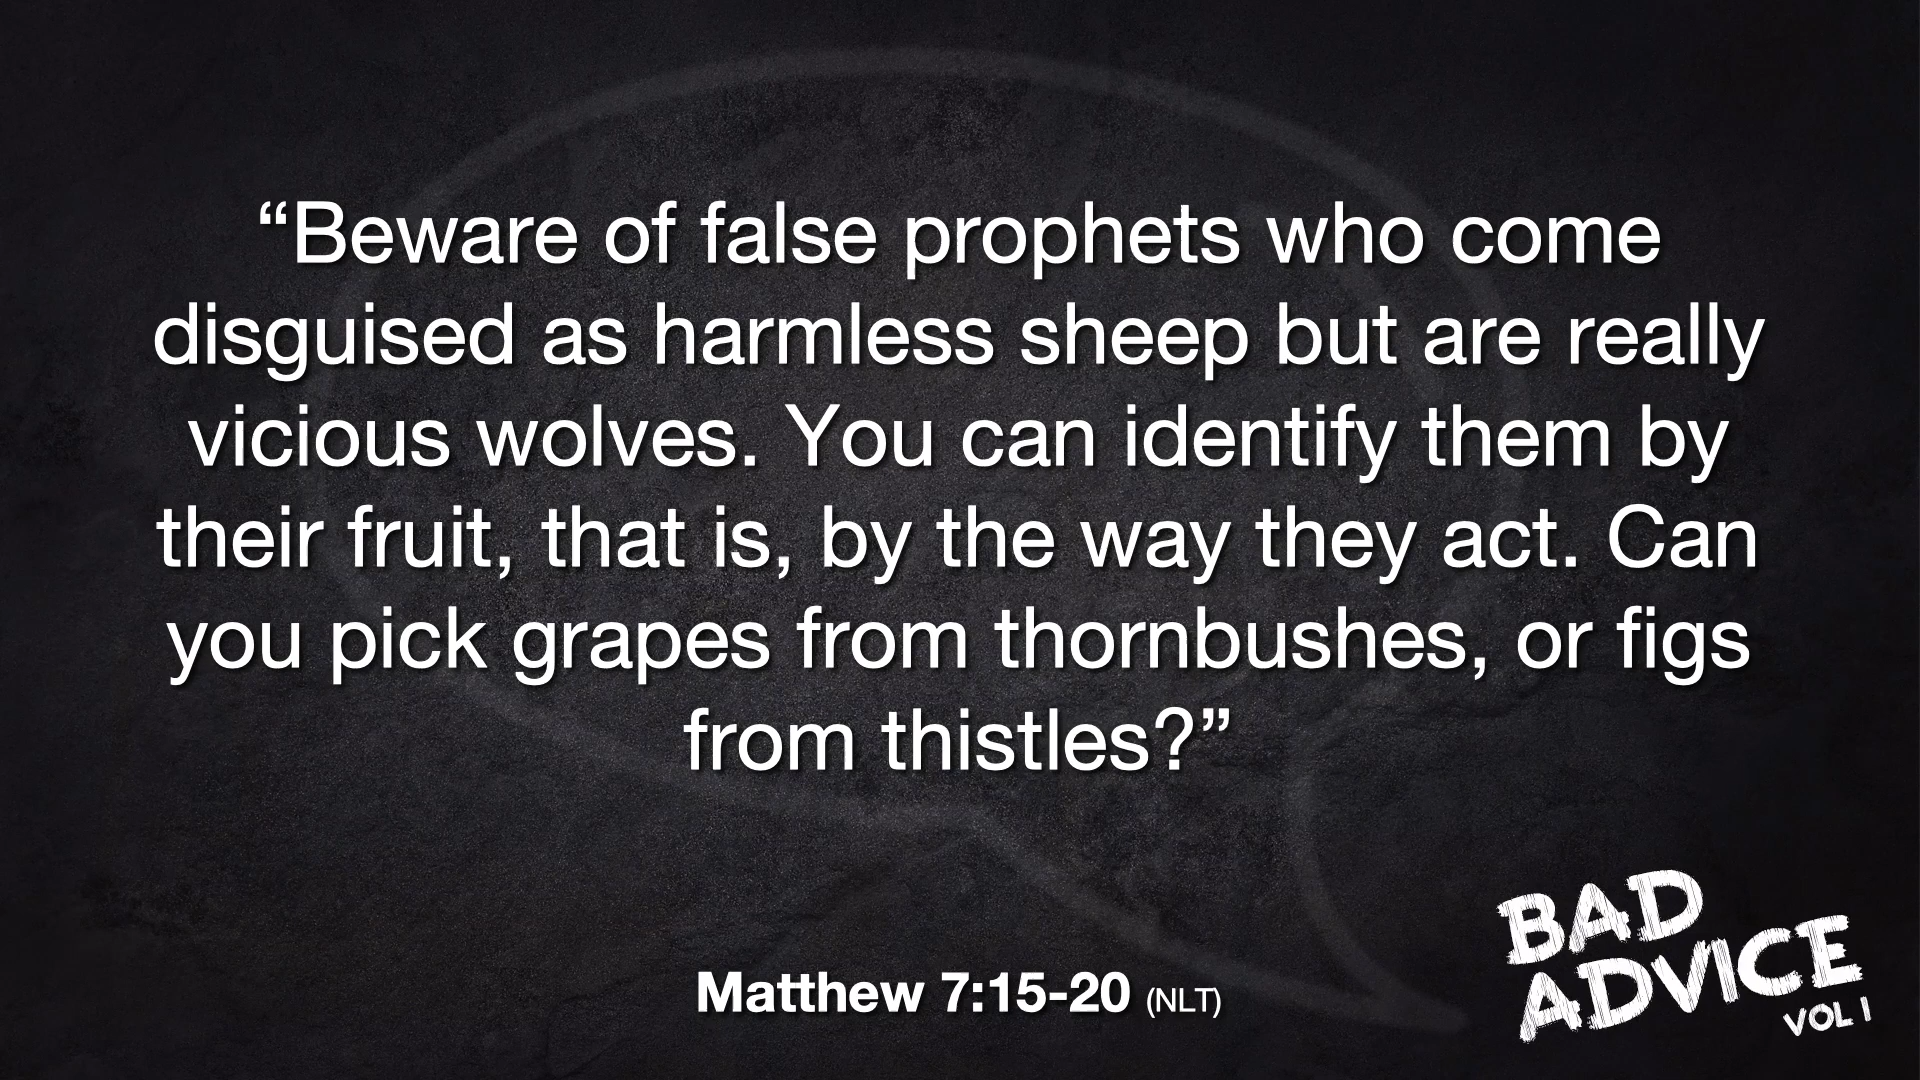 “Beware of false prophets who come
disguised as harmless sheep but are really
vicious wolves. You can identify them by
their fruit, that is, by the way they act. Can
you pick grapes from thornbushes, or figs
from thistles?”
Matthew 7:15-20 (NLT)
BAD
ADVICE
VOL 1